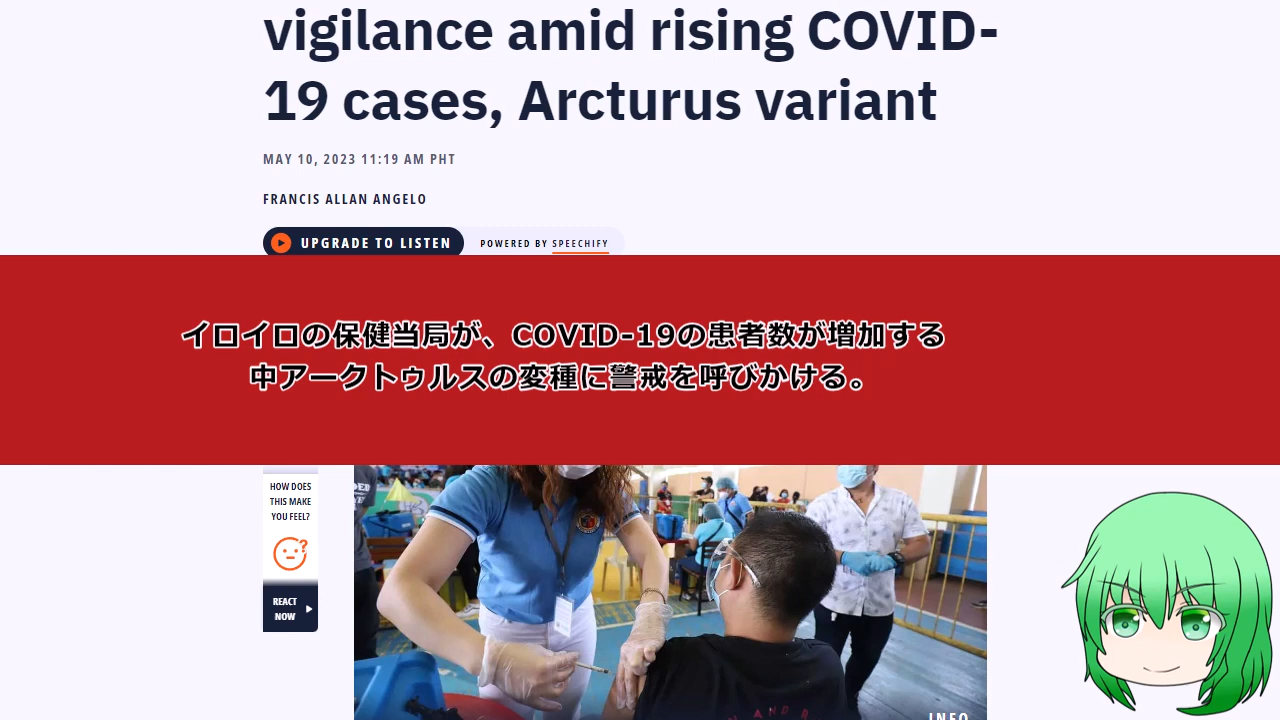 vigilance amid rising COVID-
19 cases, Arcturus variant
MAY 10, 2023 11:19 AM PHT
FRANCIS ALLAN ANGELO
UPGRADE TO LISTEN
POWERED BY SPEECHIFY
イロイロの保健当局が、COVID-19の患者数が増加する
中アークトゥルスの変種に警戒を呼びかける。
HOW DOES
THIS MAKE
YOU FEEL?
REACT
NOW
INFO